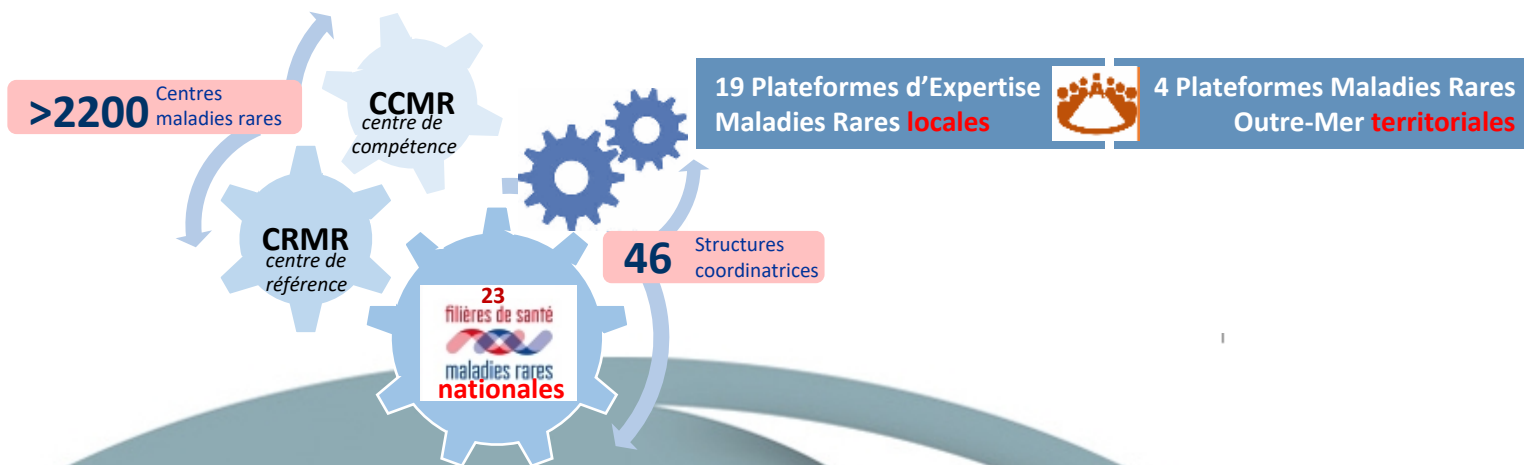 >2200 Centres
maladies rares
CCMR
centre de
compétence
CRMR
centre de
référence
19 Plateformes d’Expertise
Maladies Rares locales
4 Plateformes Maladies Rares
Outre-Mer territoriales
46 Structures
coordinatrices
23
filières de santé
maladies rares
nationales